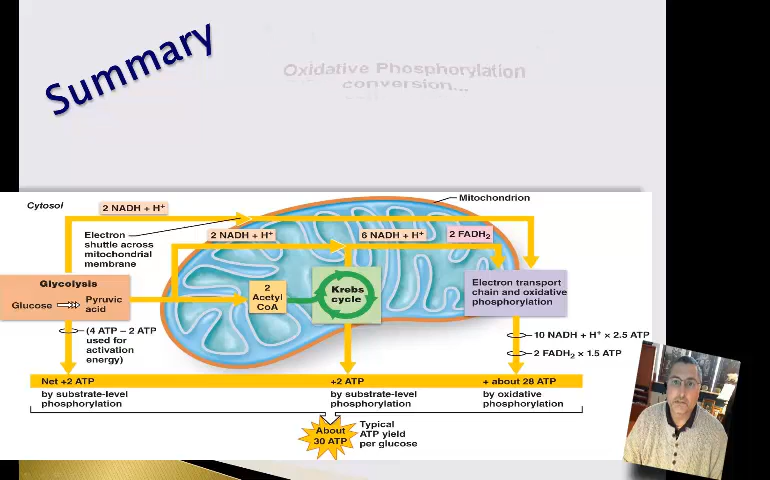 Summary
Oxidative Phosphorylation
conversion...
Mitochondrion
Cytosol
2 NADH + H⁺
Electron
shuttle across
mitochondrial
membrane
2 NADH + H⁺
6 NADH + H⁺
2 FADH₂
Glycolysis
Glucose
Pyruvic
acid
2
Acetyl
CoA
Krebs
cycle
Electron transport
chain and oxidative
phosphorylation
(4 ATP – 2 ATP
used for
activation
energy)
10 NADH + H⁺ × 2.5 ATP
2 FADH₂ × 1.5 ATP
Net +2 ATP
+2 ATP
+ about 28 ATP
by substrate-level
phosphorylation
by substrate-level
phosphorylation
by oxidative
phosphorylation
About
30 ATP
Typical
ATP yield
per glucose